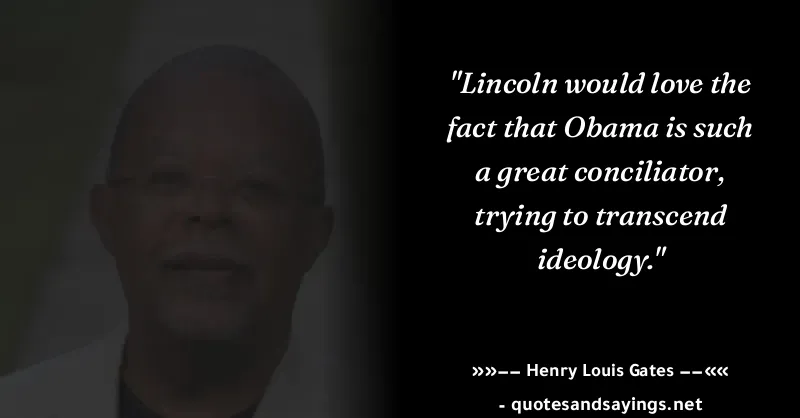 "Lincoln would love the
fact that Obama is such
a great conciliator,
trying to transcend
ideology."
»»–– Henry Louis Gates ––««
- quotesandsayings.net